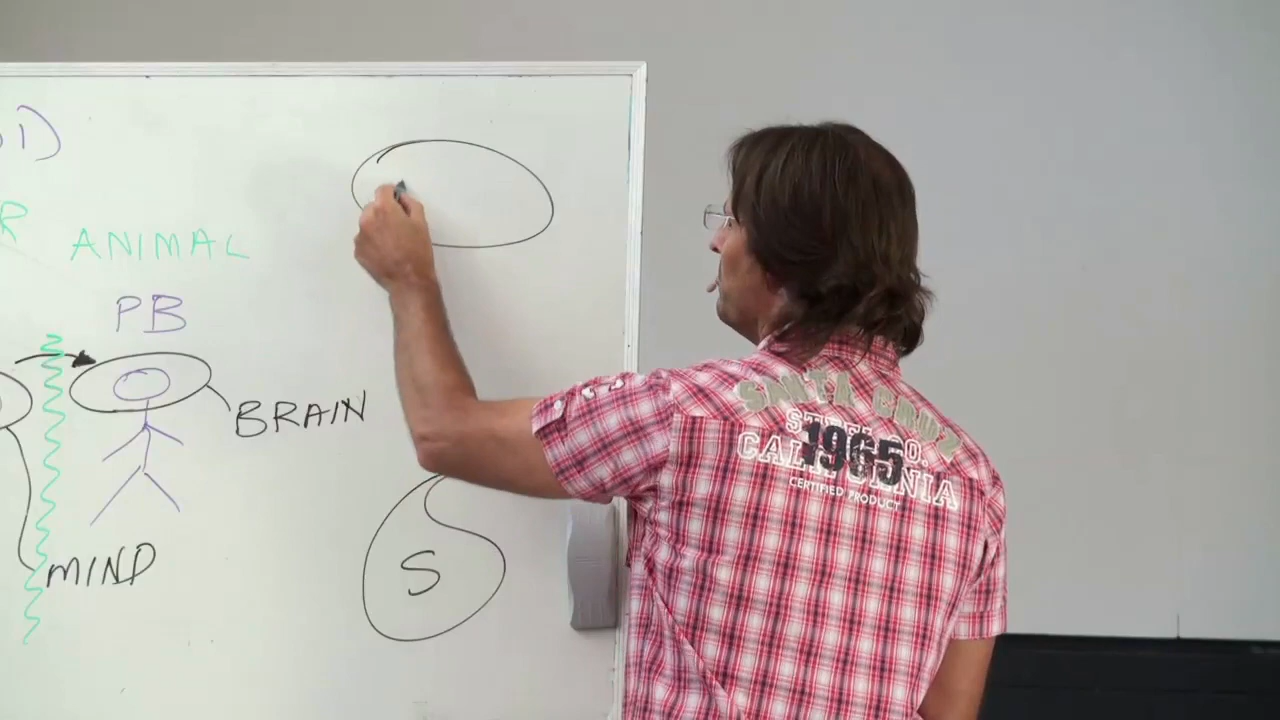 ANIMAL
PB
BRAIN
MIND
S
SANTA CRUZ
1965
CALIFORNIA
CERTIFIED PRODUCT